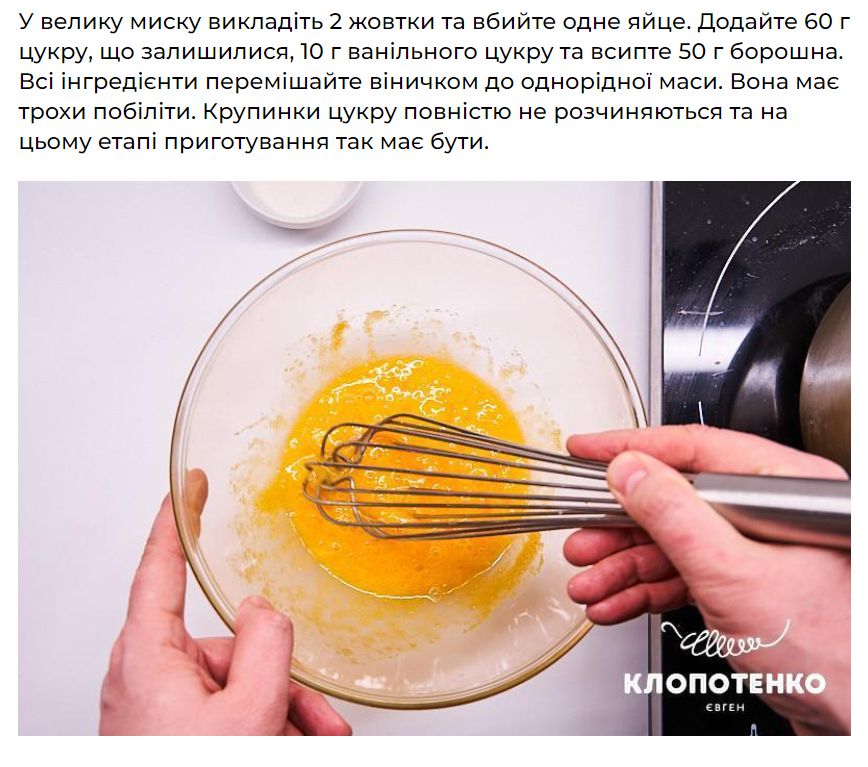 У велику миску викладіть 2 жовтки та вбийте одне яйце. Додайте 60 г
цукру, що залишилися, 10 г ванільного цукру та всипте 50 г борошна.
Всі інгредієнти перемішайте віничком до однорідної маси. Вона має
трохи побіліти. Крупинки цукру повністю не розчиняються та на
цьому етапі приготування так має бути.
КЛОПОТЕНКО
ЄВГЕН